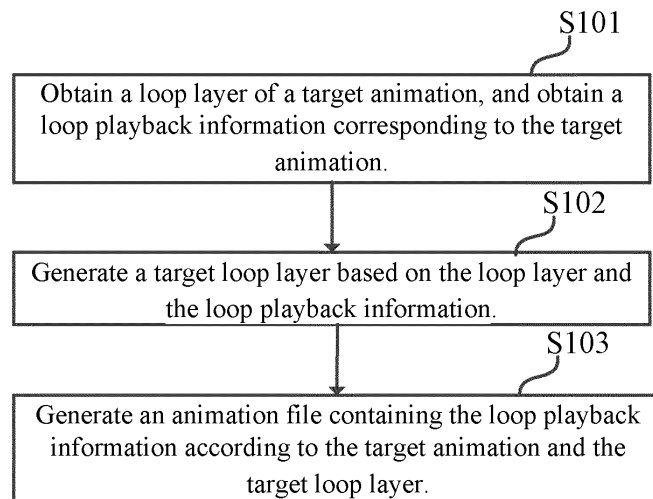 S101
Obtain a loop layer of a target animation, and obtain a
loop playback information corresponding to the target
animation.
S102
Generate a target loop layer based on the loop layer and
the loop playback information.
S103
Generate an animation file containing the loop playback
information according to the target animation and the
target loop layer.